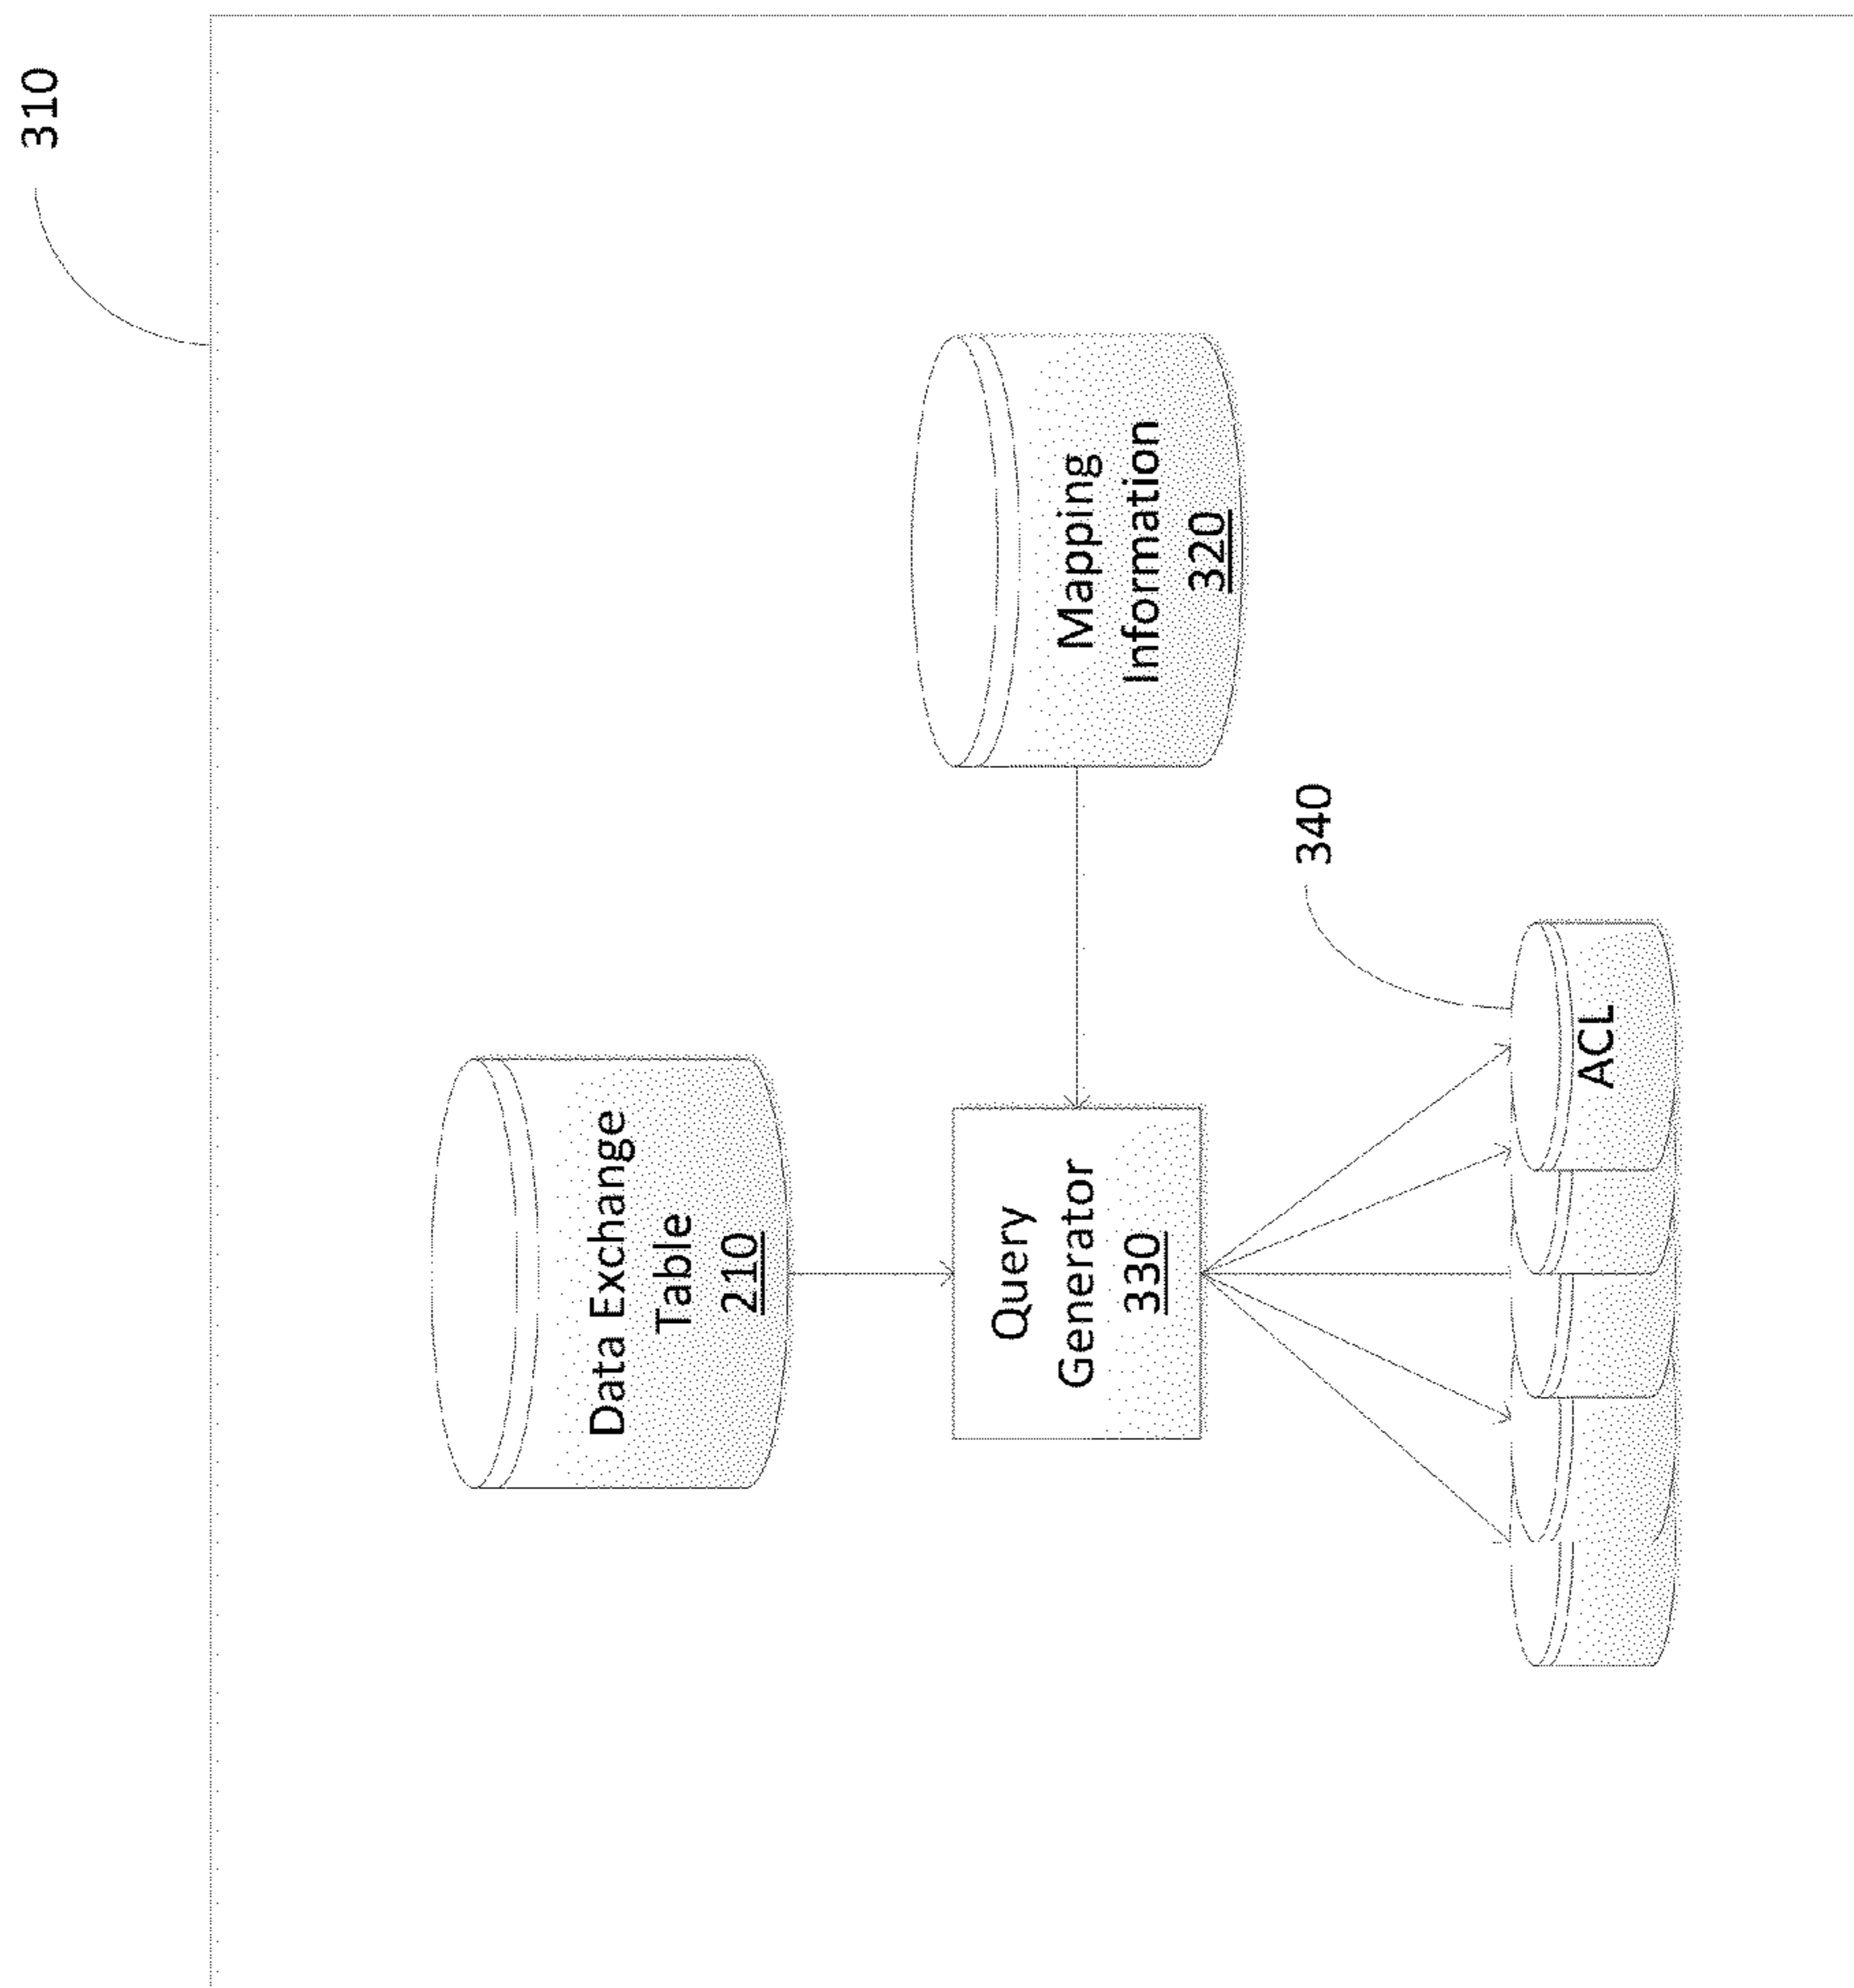 310
Data Exchange
Table
210
Mapping
Information
320
Query
Generator
330
340
ACL